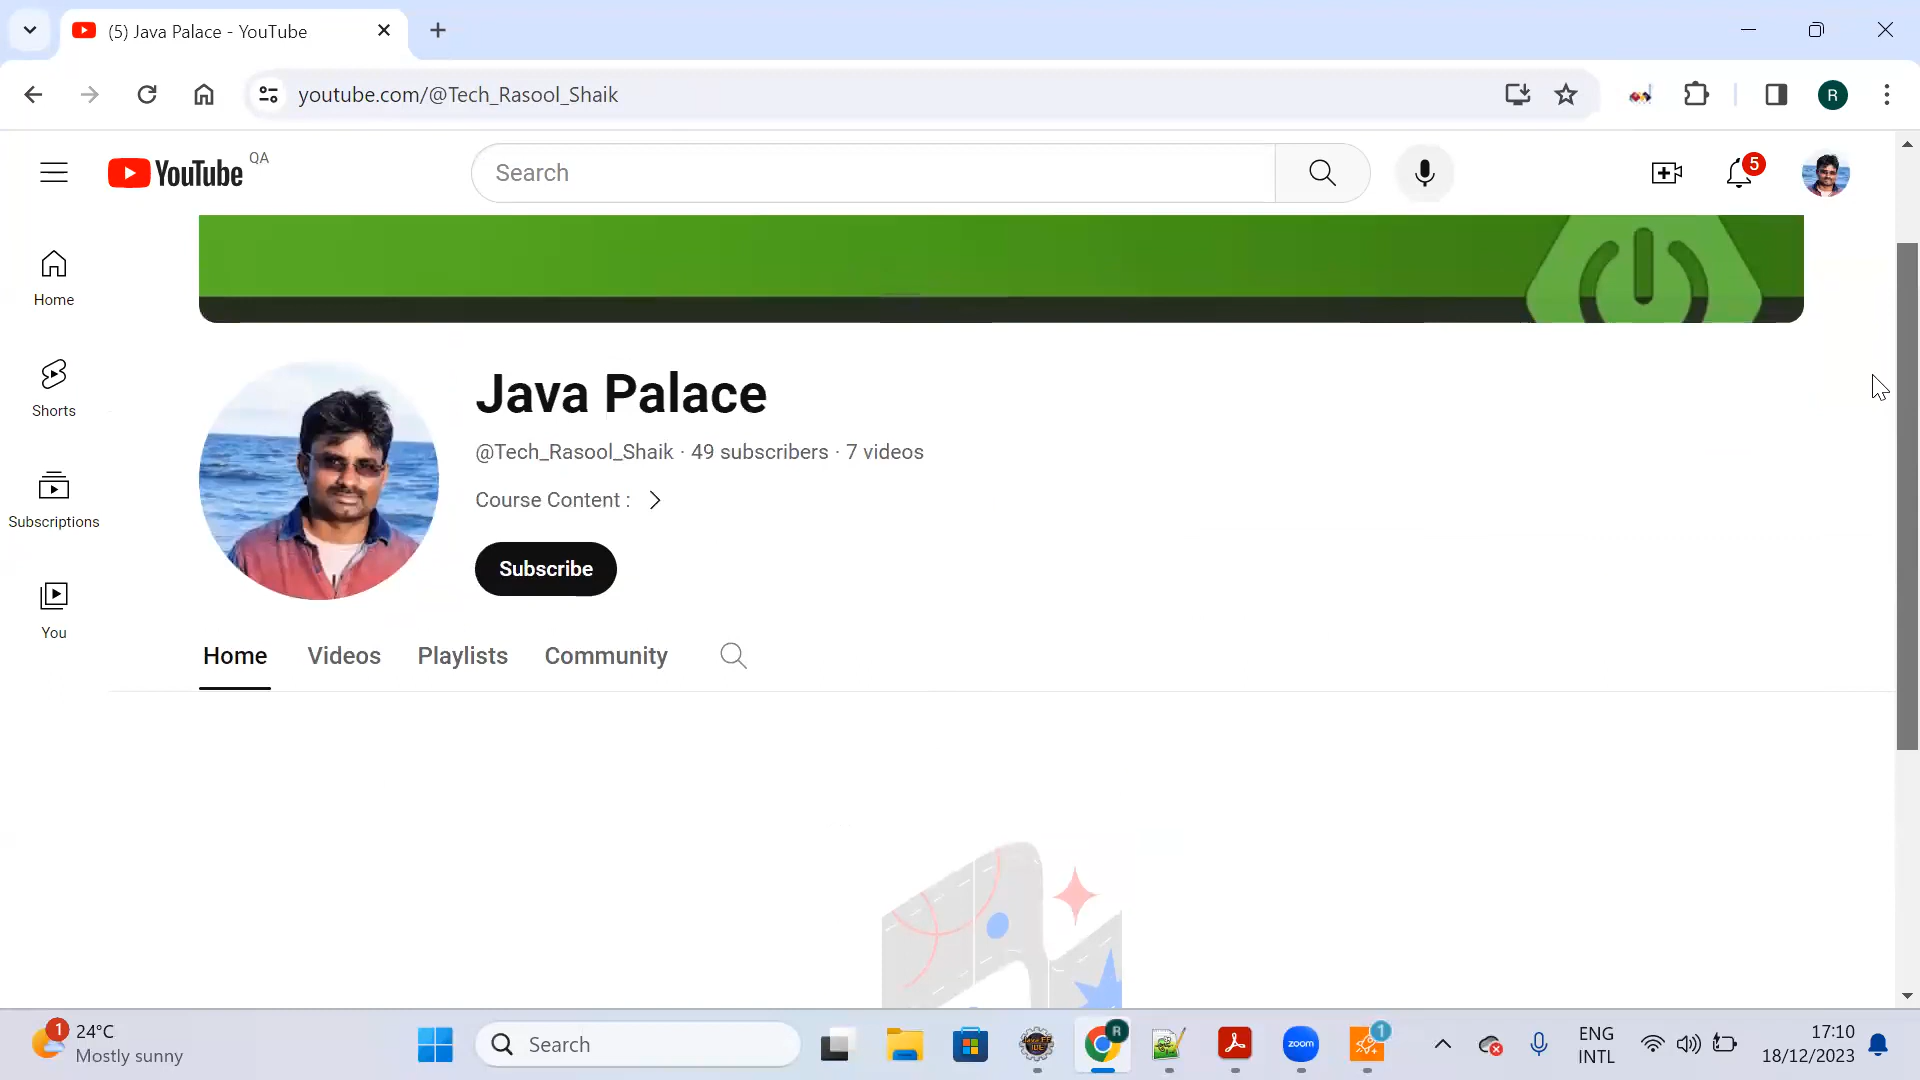 (5) Java Palace - YouTube
youtube.com/@Tech_Rasool_Shaik
R
YouTube QA
Search
5
Home
Shorts
Subscriptions
You
Java Palace
@Tech_Rasool_Shaik · 49 subscribers · 7 videos
Course Content :
Subscribe
Home Videos Playlists Community
1
24°C
Mostly sunny
Search
R
zoom
1
ENG
INTL
17:10
18/12/2023